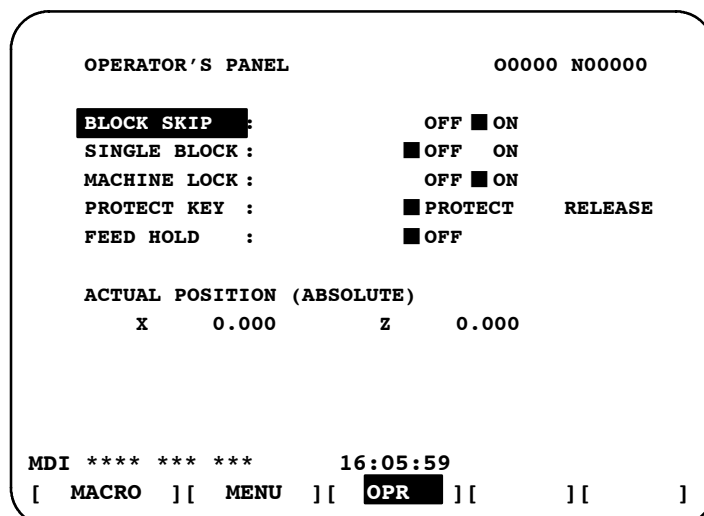 OPERATOR'S PANEL O0000 N00000
BLOCK SKIP : OFF ■ ON
SINGLE BLOCK : ■ OFF ON
MACHINE LOCK : OFF ■ ON
PROTECT KEY : ■ PROTECT RELEASE
FEED HOLD : ■ OFF
ACTUAL POSITION (ABSOLUTE)
X 0.000 Z 0.000
MDI **** *** *** 16:05:59
[ MACRO ][ MENU ][ OPR ][ ][ ]